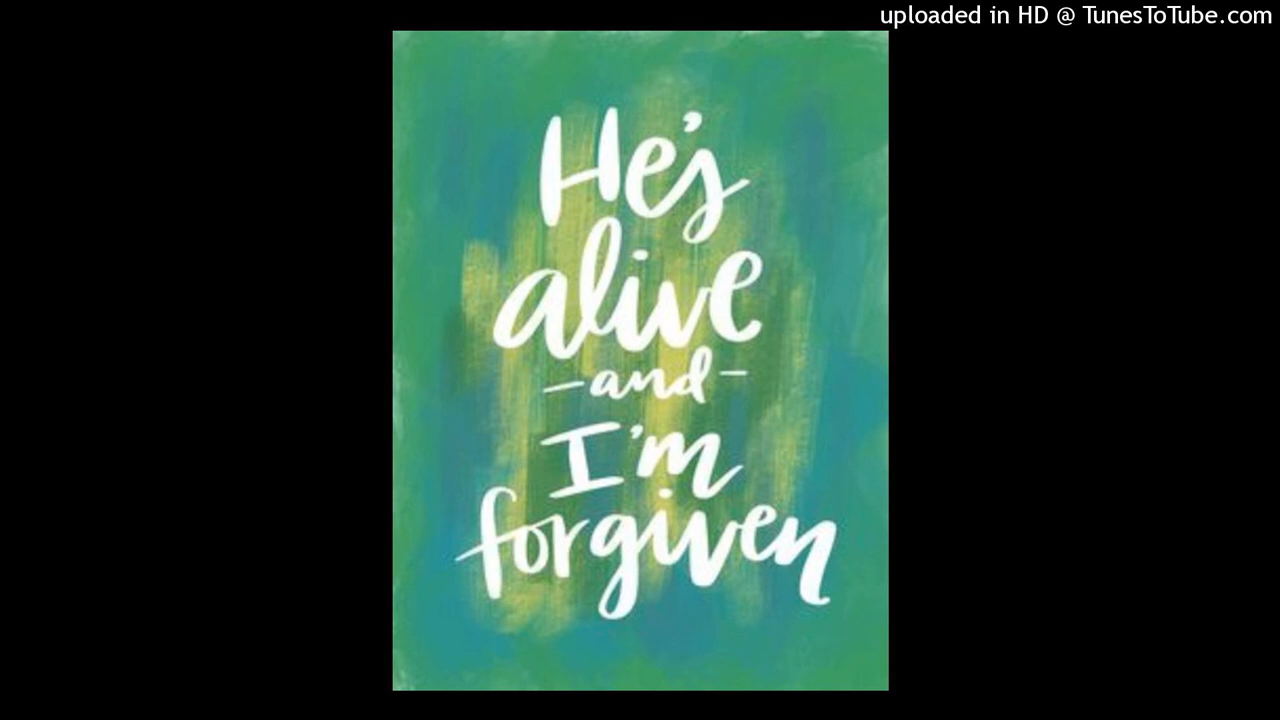 uploaded in HD @ TunesToTube.com
He's
alive
-and-
I'm
forgiven